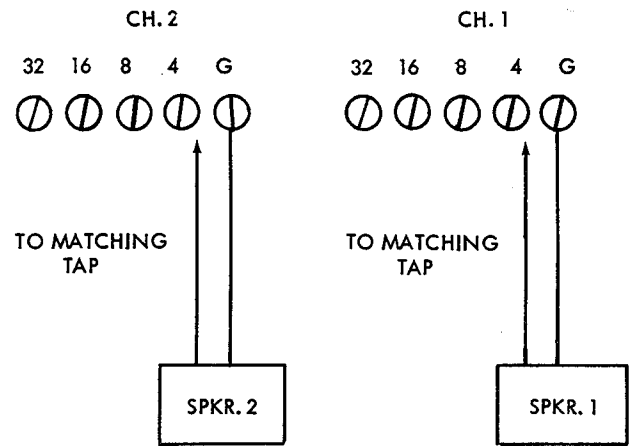 CH. 2
CH. 1
32 16 8 4 G
32 16 8 4 G
TO MATCHING
TAP
TO MATCHING
TAP
SPKR. 2
SPKR. 1